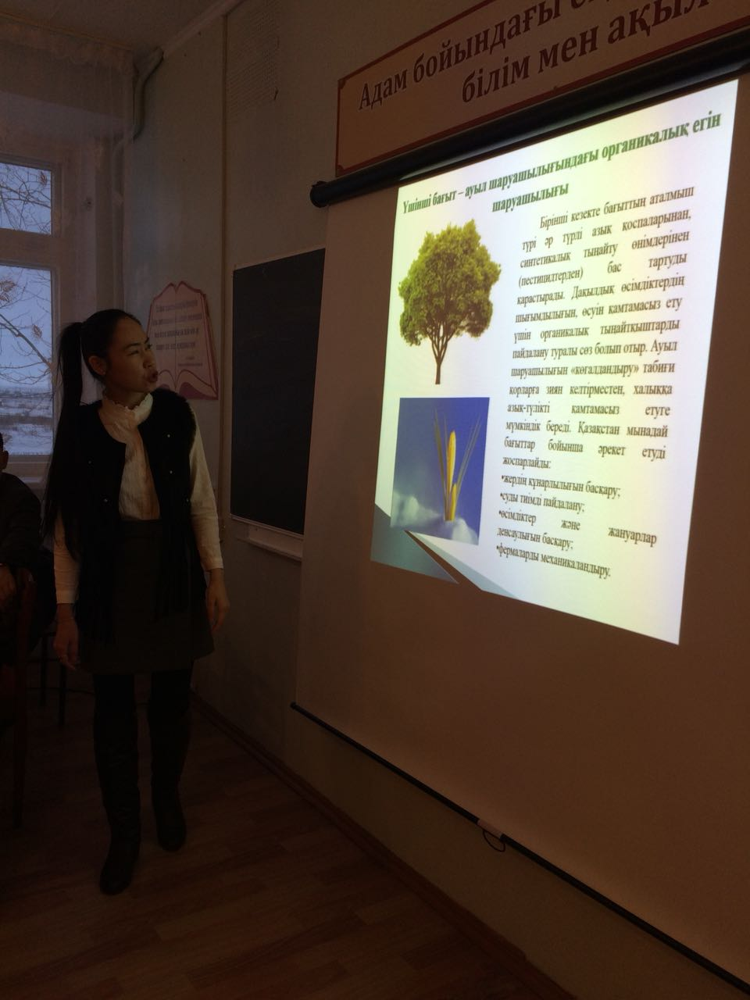 Адам бойындағы
білім мен ақыл
Үшінші бағыт – ауыл шаруашылығындағы органикалық егін
шаруашылығы
Бірінші кезекте бағыттың аталмыш
түрі әр түрлі азық қоспаларынан,
синтетикалық тыңайту өнімдерінен
(пестицидтерден) бас тартуды
қарастырады. Дақылдық өсімдіктердің
шығымдылығын, өсуін қамтамасыз ету
үшін органикалық тыңайтқыштарды
пайдалану туралы сөз болып отыр. Ауыл
шаруашылығын «көгалдандыру» табиғи
қорларға зиян келтірместен, халыққа
азық-түлікті қамтамасыз етуге
мүмкіндік береді. Қазақстан мынадай
бағыттар бойынша әрекет етуді
жоспарлайды:
•жердің құнарлылығын басқару;
•суды тиімді пайдалану;
•өсімдіктер және жануарлар
денсаулығын басқару;
•фермаларды механикаландыру.